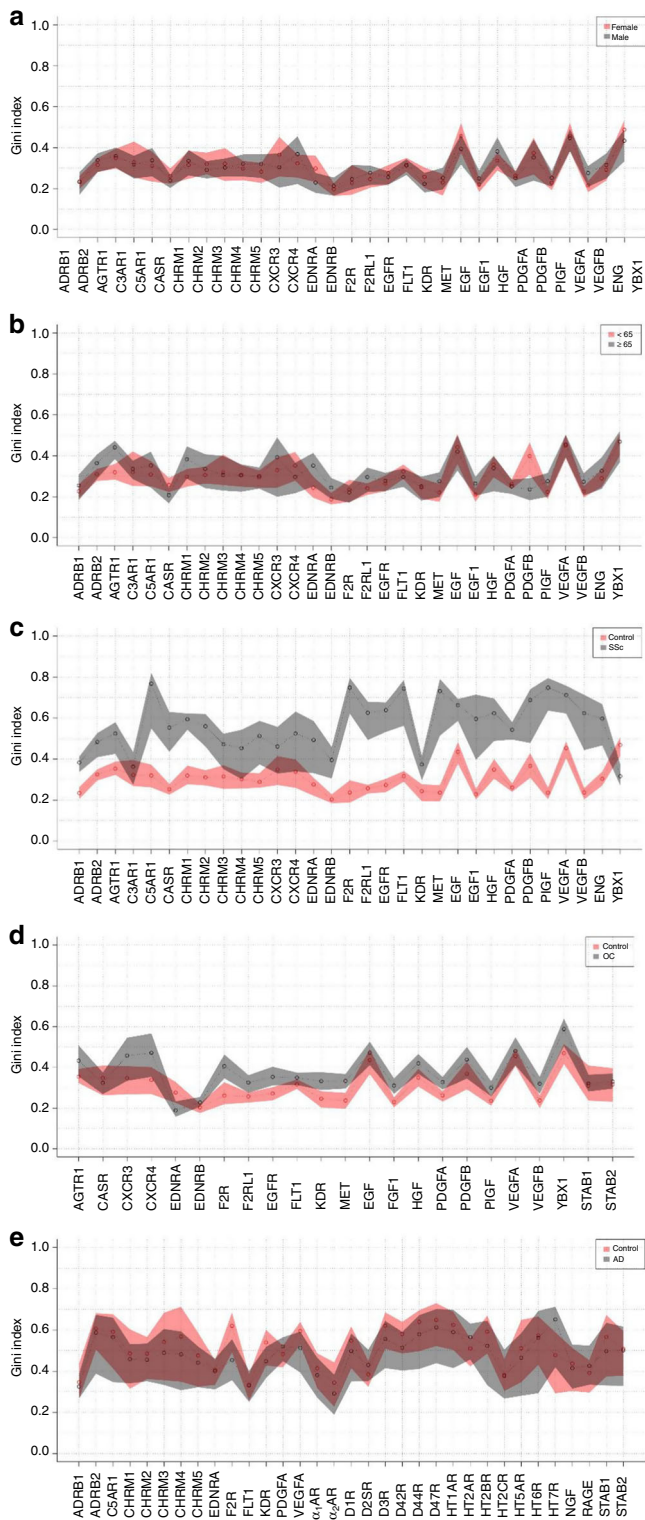 a
Female
Male
1.0
0.8
0.6
0.4
0.2
0.0
Gini index
ADRB1
ADRB2
AGTR1
C3AR1
C5AR1
CASR
CHRM1
CHRM2
CHRM3
CHRM4
CHRM5
CXCR3
CXCR4
EDNRA
EDNRB
F2R
F2RL1
EGFR
FLT1
KDR
MET
EGF
EGF1
HGF
PDGFA
PDGFB
PIGF
VEGFA
VEGFB
ENG
YBX1
b
< 65
≥ 65
1.0
0.8
0.6
0.4
0.2
0.0
Gini index
ADRB1
ADRB2
AGTR1
C3AR1
C5AR1
CASR
CHRM1
CHRM2
CHRM3
CHRM4
CHRM5
CXCR3
CXCR4
EDNRA
EDNRB
F2R
F2RL1
EGFR
FLT1
KDR
MET
EGF
EGF1
HGF
PDGFA
PDGFB
PIGF
VEGFA
VEGFB
ENG
YBX1
c
Control
SSc
1.0
0.8
0.6
0.4
0.2
0.0
Gini index
ADRB1
ADRB2
AGTR1
C3AR1
C5AR1
CASR
CHRM1
CHRM2
CHRM3
CHRM4
CHRM5
CXCR3
CXCR4
EDNRA
EDNRB
F2R
F2RL1
EGFR
FLT1
KDR
MET
EGF
EGF1
HGF
PDGFA
PDGFB
PIGF
VEGFA
VEGFB
ENG
YBX1
d
Control
OC
1.0
0.8
0.6
0.4
0.2
0.0
Gini index
AGTR1
CASR
CXCR3
CXCR4
EDNRA
EDNRB
F2R
F2RL1
EGFR
FLT1
KDR
MET
EGF
FGF1
HGF
PDGFA
PDGFB
PIGF
VEGFA
VEGFB
YBX1
STAB1
STAB2
e
Control
AD
1.0
0.8
0.6
0.4
0.2
0.0
Gini index
ADRB1
ADRB2
C5AR1
CHRM1
CHRM2
CHRM3
CHRM4
CHRM5
EDNRA
F2R
FLT1
KDR
PDGFA
VEGFA
α₁AR
α₂AR
D1R
D2SR
D3R
D42R
D44R
D47R
HT1AR
HT2AR
HT2BR
HT2CR
HT5AR
HT6R
HT7R
NGF
RAGE
STAB1
STAB2